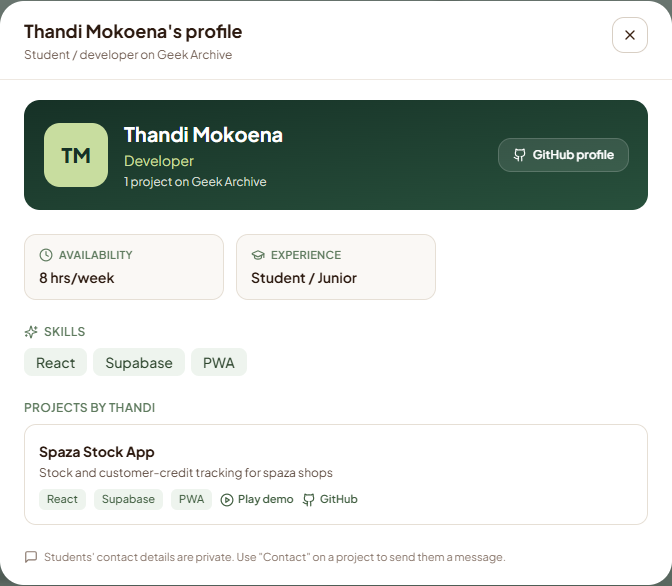 Thandi Mokoena's profile
Student / developer on Geek Archive
TM
Thandi Mokoena
Developer
1 project on Geek Archive
GitHub profile
AVAILABILITY
8 hrs/week
EXPERIENCE
Student / Junior
SKILLS
React Supabase PWA
PROJECTS BY THANDI
Spaza Stock App
Stock and customer-credit tracking for spaza shops
React Supabase PWA Play demo GitHub
Students' contact details are private. Use "Contact" on a project to send them a message.